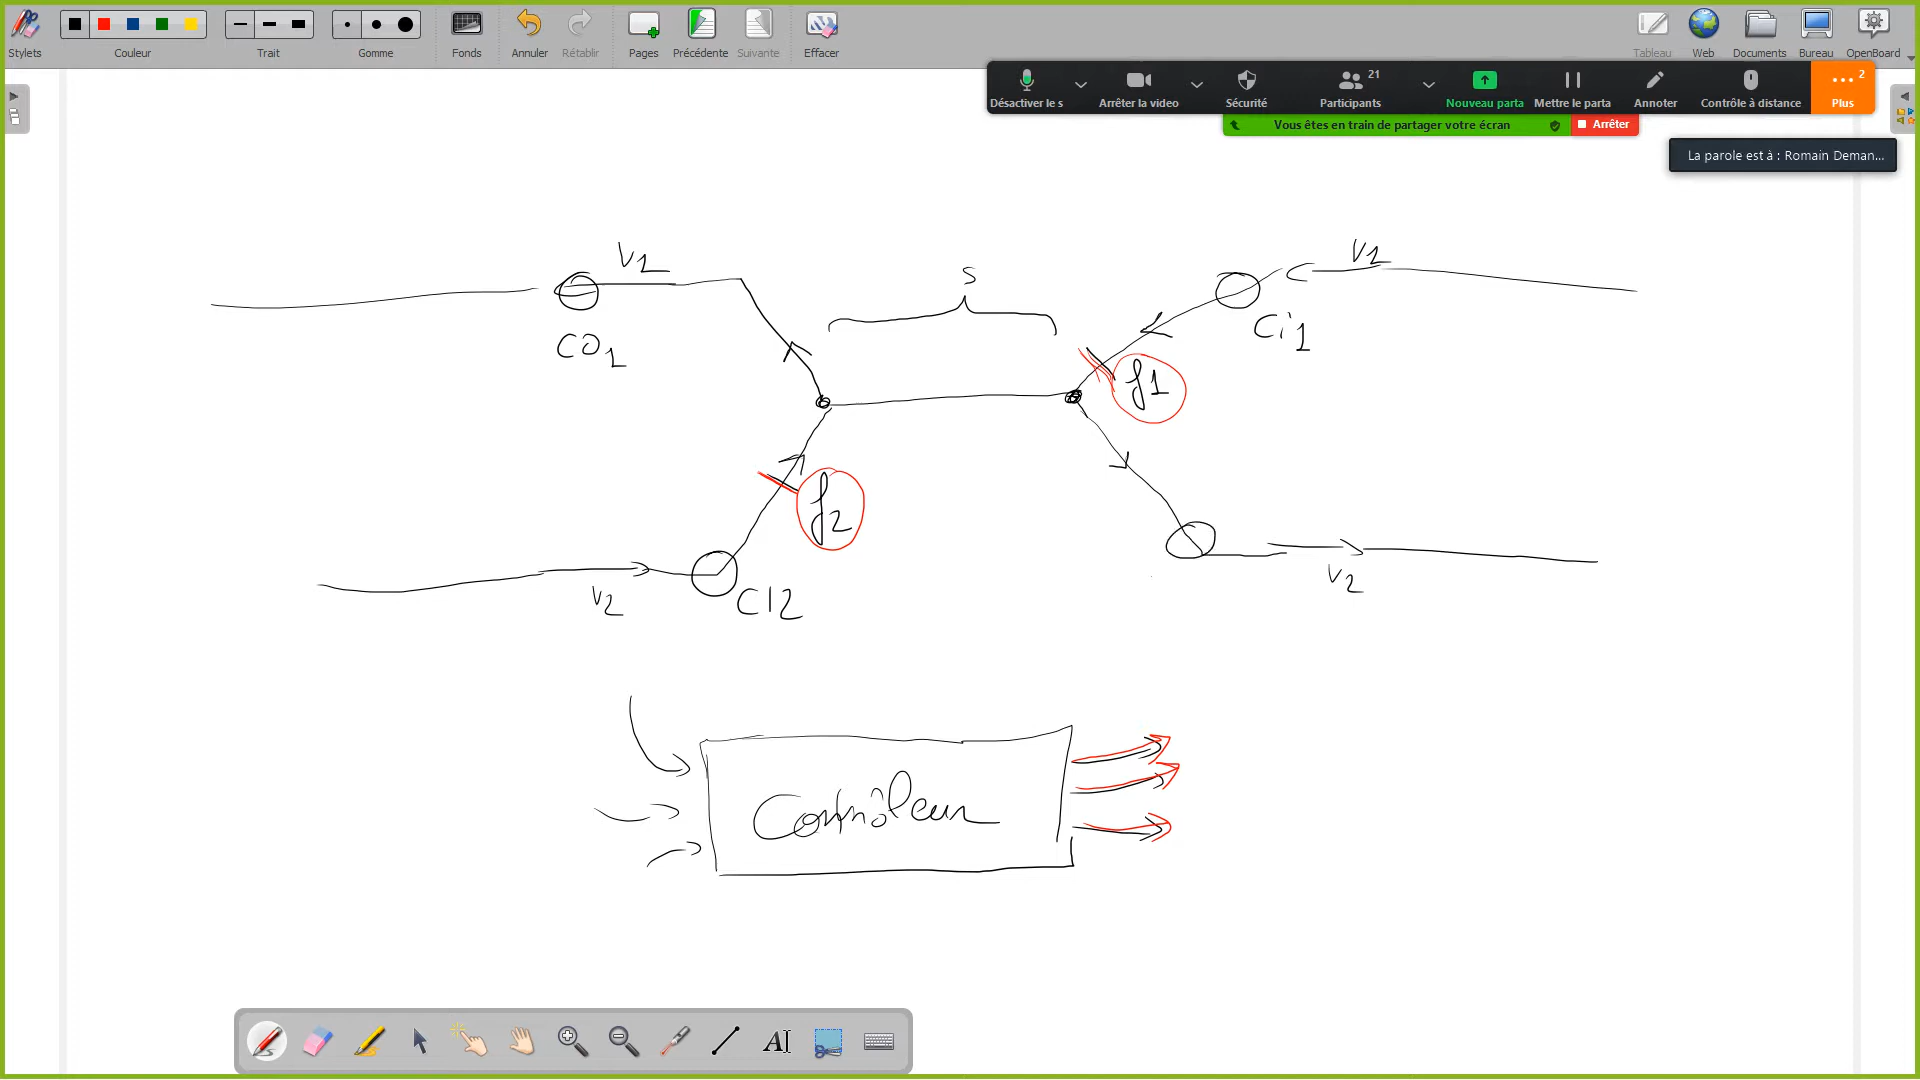 Stylets
Couleur
Trait
Gomme
Fonds
Annuler
Rétablir
Pages
Précédente
Suivante
Effacer
Tableau
Web
Documents
Bureau
OpenBoard
Désactiver le s
Arrêter la video
Sécurité
Participants
21
Nouveau parta
Mettre le parta
Annoter
Contrôle à distance
Plus
2
Vous êtes en train de partager votre écran
Arrêter
La parole est à : Romain Deman...
V1
S
V1
CO1
Ci1
f1
f2
V2
CI2
V2
Contrôleur
AI